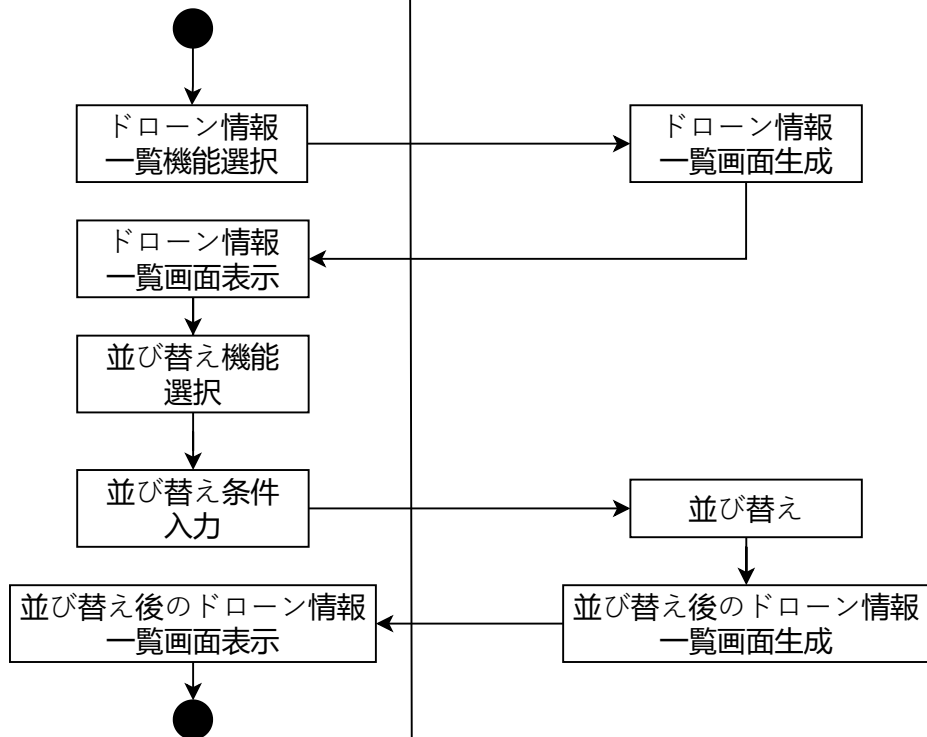 ドローン情報
一覧機能選択
ドローン情報
一覧画面生成
ドローン情報
一覧画面表示
並び替え機能
選択
並び替え条件
入力
並び替え
並び替え後のドローン情報
一覧画面生成
並び替え後のドローン情報
一覧画面表示